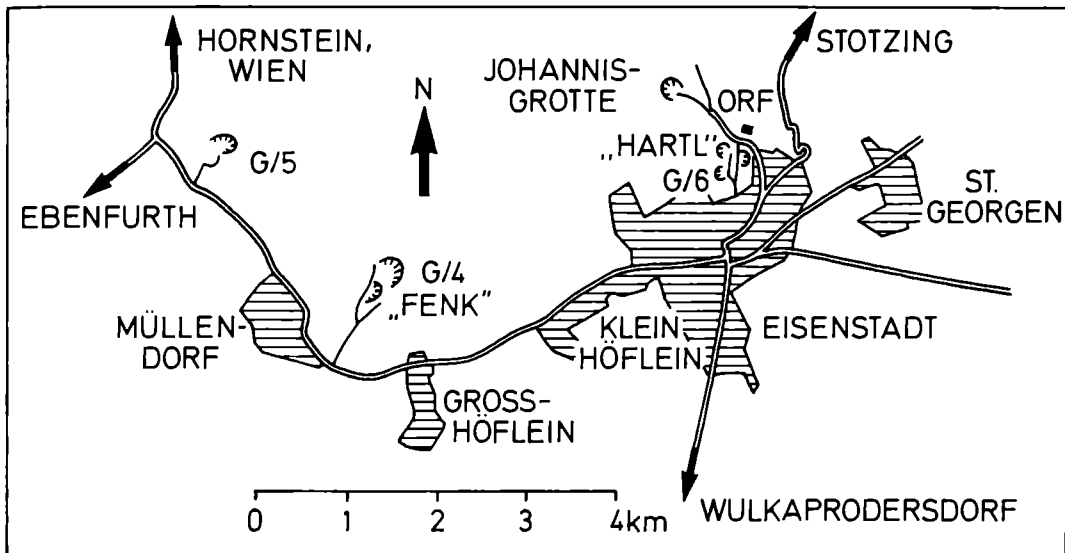 HORNSTEIN,
WIEN
N
JOHANNIS-
GROTTE
ORF
STOTZING
G/5
„HARTL"
G/6
ST.
GEORGEN
EBENFURTH
G/4
„FENK"
MÜLLEN-
DORF
KLEIN
HÖFLEIN
EISENSTADT
GROSS-
HÖFLEIN
WULKAPRODERSDORF
0 1 2 3 4km